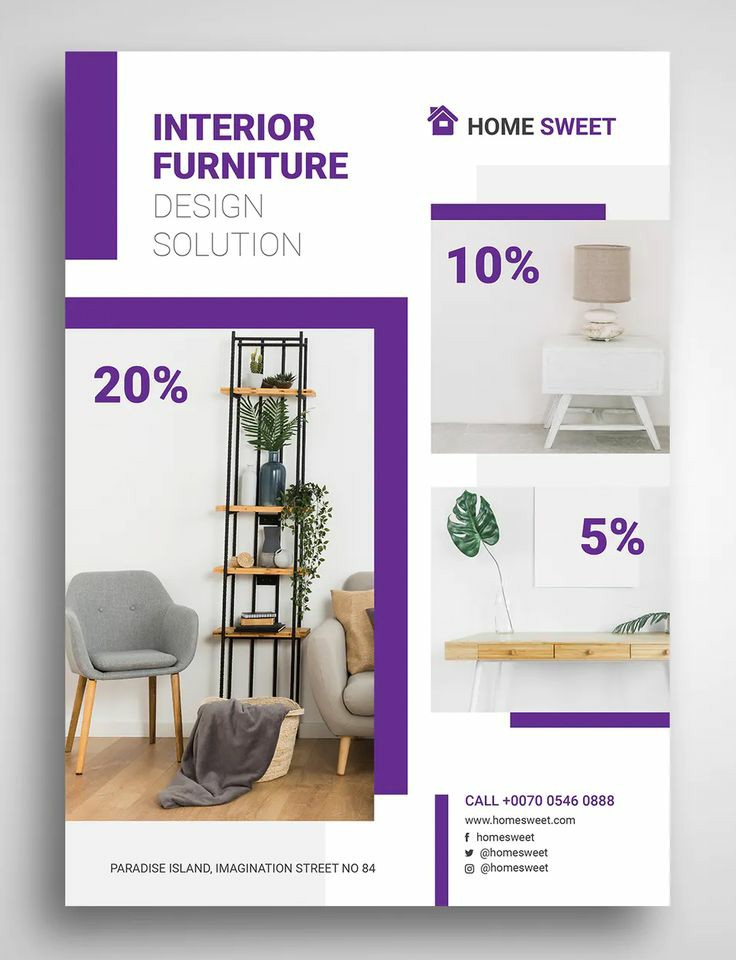 INTERIOR
FURNITURE
DESIGN
SOLUTION
HOME SWEET
20%
10%
5%
CALL +0070 0546 0888
www.homesweet.com
homesweet
@homesweet
@homesweet
PARADISE ISLAND, IMAGINATION STREET NO 84